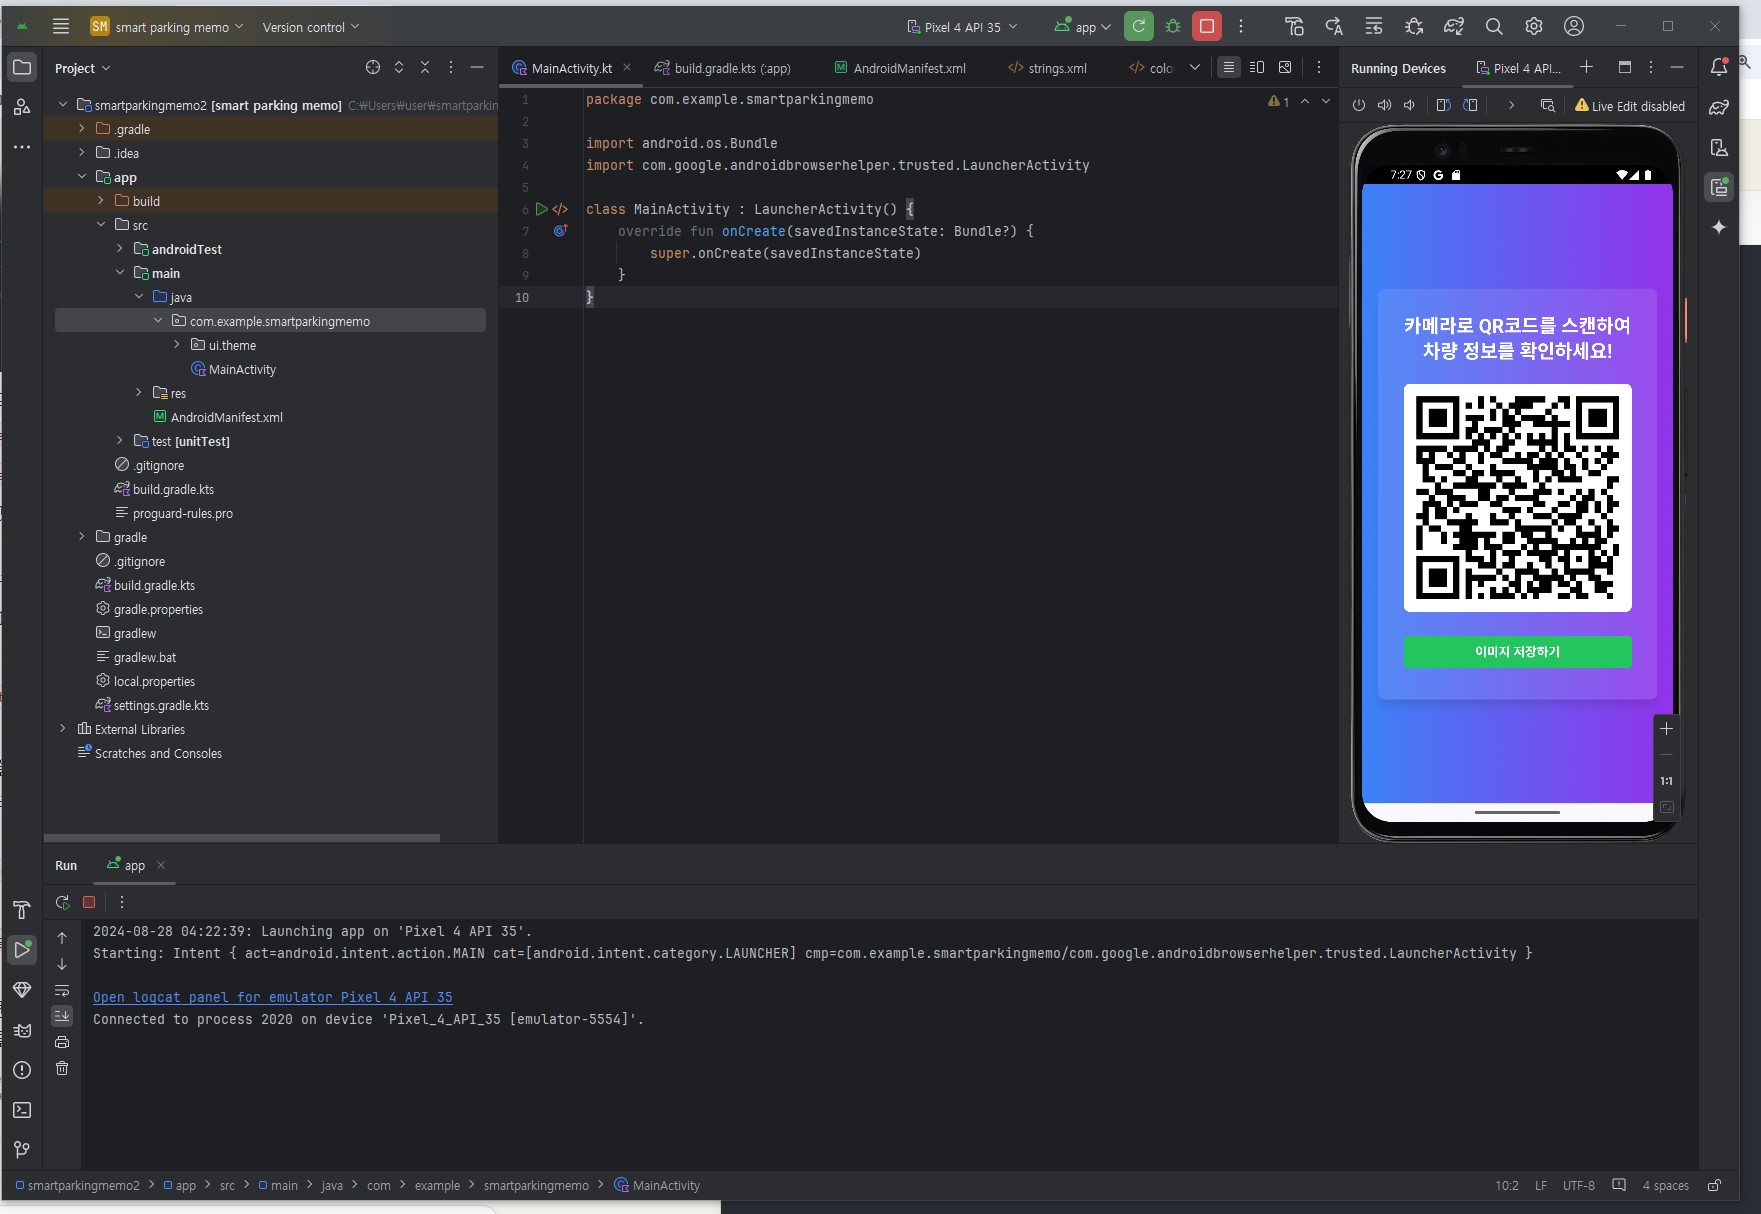 SM smart parking memo Version control Pixel 4 API 35 app
Project
smartparkingmemo2 [smart parking memo] C:₩Users₩user₩smartparkin
.gradle
.idea
app
build
src
androidTest
main
java
com.example.smartparkingmemo
ui.theme
MainActivity
res
AndroidManifest.xml
test [unitTest]
.gitignore
build.gradle.kts
proguard-rules.pro
gradle
.gitignore
build.gradle.kts
gradle.properties
gradlew
gradlew.bat
local.properties
settings.gradle.kts
External Libraries
Scratches and Consoles
MainActivity.kt build.gradle.kts (:app) AndroidManifest.xml strings.xml colo
1 package com.example.smartparkingmemo
2
3 import android.os.Bundle
4 import com.google.androidbrowserhelper.trusted.LauncherActivity
5
6 class MainActivity : LauncherActivity() {
7 override fun onCreate(savedInstanceState: Bundle?) {
8 super.onCreate(savedInstanceState)
9 }
10 }
1
Running Devices Pixel 4 API...
Live Edit disabled
7:27 G
카메라로 QR코드를 스캔하여
차량 정보를 확인하세요!
이미지 저장하기
1:1
Run app
2024-08-28 04:22:39: Launching app on 'Pixel 4 API 35'.
Starting: Intent { act=android.intent.action.MAIN cat=[android.intent.category.LAUNCHER] cmp=com.example.smartparkingmemo/com.google.androidbrowserhelper.trusted.LauncherActivity }
Open logcat panel for emulator Pixel 4 API 35
Connected to process 2020 on device 'Pixel_4_API_35 [emulator-5554]'.
smartparkingmemo2 > app > src > main > java > com > example > smartparkingmemo > MainActivity
10:2 LF UTF-8 4 spaces